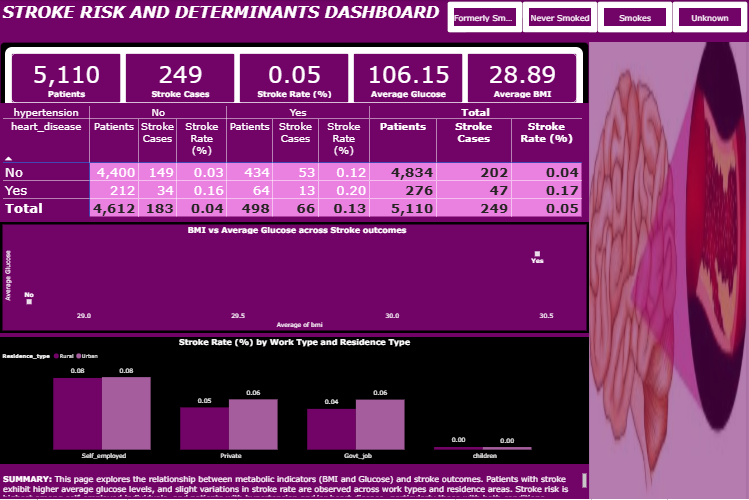 STROKE RISK AND DETERMINANTS DASHBOARD
Formerly Sm... Never Smoked Smokes Unknown
5,110 249 0.05 106.15 28.89
Patients Stroke Cases Stroke Rate (%) Average Glucose Average BMI
hypertension No Yes Total
heart_disease Patients Stroke Cases Stroke Rate (%) Patients Stroke Cases Stroke Rate (%) Patients Stroke Cases Stroke Rate (%)
No 4,400 149 0.03 434 53 0.12 4,834 202 0.04
Yes 212 34 0.16 64 13 0.20 276 47 0.17
Total 4,612 183 0.04 498 66 0.13 5,110 249 0.05
BMI vs Average Glucose across Stroke outcomes
Average Glucose
Yes
No
29.0 29.5 30.0 30.5
Average of bmi
Stroke Rate (%) by Work Type and Residence Type
Residence_type Rural Urban
0.08 0.08
0.05 0.06
0.04 0.06
0.00 0.00
Self_employed Private Govt_job children
SUMMARY: This page explores the relationship between metabolic indicators (BMI and Glucose) and stroke outcomes. Patients with stroke
exhibit higher average glucose levels, and slight variations in stroke rate are observed across work types and residence areas. Stroke risk is